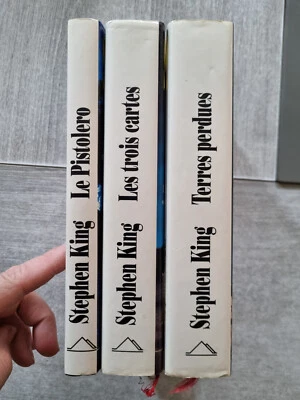 Stephen King Le Pistolero
Stephen King Les trois cartes
Stephen King Terres perdues